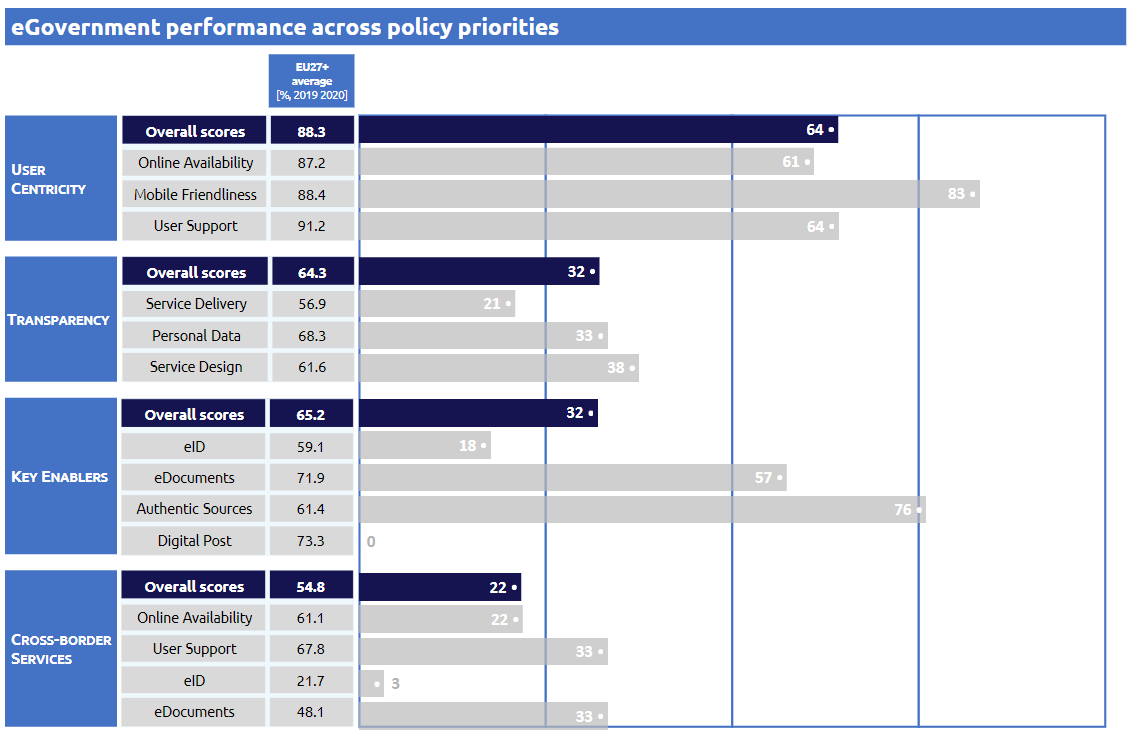 eGovernment performance across policy priorities
EU27+
average
[%, 2019 2020]
USER
CENTRICITY
Overall scores 88.3 64
Online Availability 87.2 61
Mobile Friendliness 88.4 83
User Support 91.2 64
TRANSPARENCY
Overall scores 64.3 32
Service Delivery 56.9 21
Personal Data 68.3 33
Service Design 61.6 38
KEY ENABLERS
Overall scores 65.2 32
eID 59.1 18
eDocuments 71.9 57
Authentic Sources 61.4 76
Digital Post 73.3 0
CROSS-BORDER
SERVICES
Overall scores 54.8 22
Online Availability 61.1 22
User Support 67.8 33
eID 21.7 3
eDocuments 48.1 33